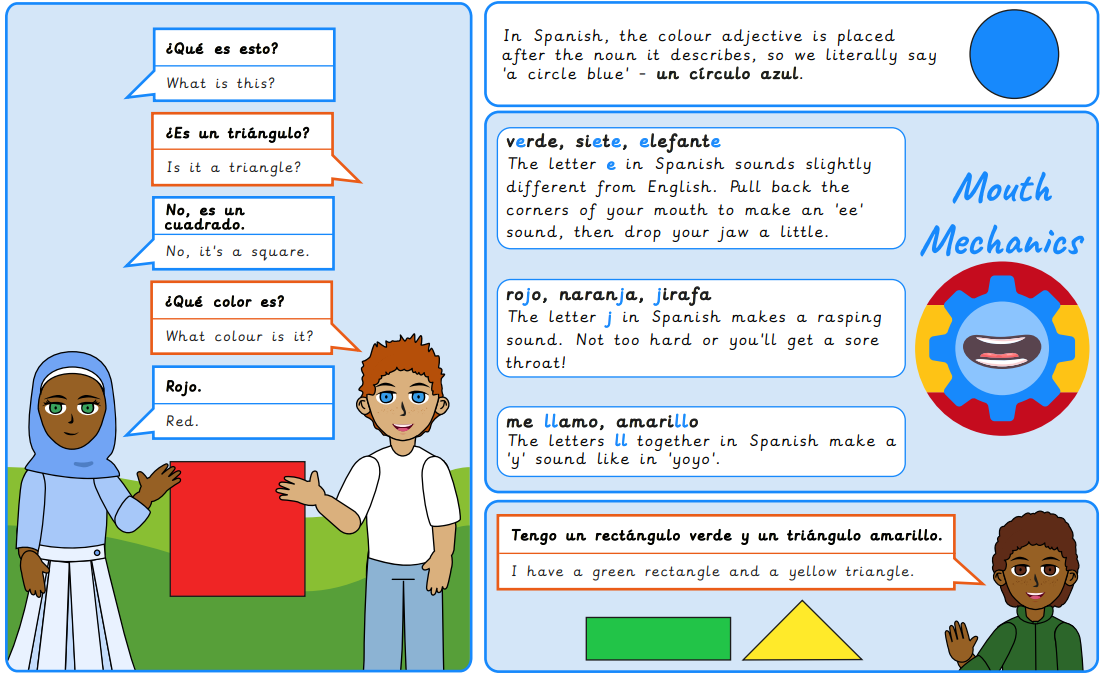 ¿Qué es esto?
What is this?
¿Es un triángulo?
Is it a triangle?
No, es un
cuadrado.
No, it's a square.
¿Qué color es?
What colour is it?
Rojo.
Red.
In Spanish, the colour adjective is placed
after the noun it describes, so we literally say
'a circle blue' - un círculo azul.
verde, siete, elefante
The letter e in Spanish sounds slightly
different from English. Pull back the
corners of your mouth to make an 'ee'
sound, then drop your jaw a little.
rojo, naranja, jirafa
The letter j in Spanish makes a rasping
sound. Not too hard or you'll get a sore
throat!
me llamo, amarillo
The letters ll together in Spanish make a
'y' sound like in 'yoyo'.
Mouth
Mechanics
Tengo un rectángulo verde y un triángulo amarillo.
I have a green rectangle and a yellow triangle.